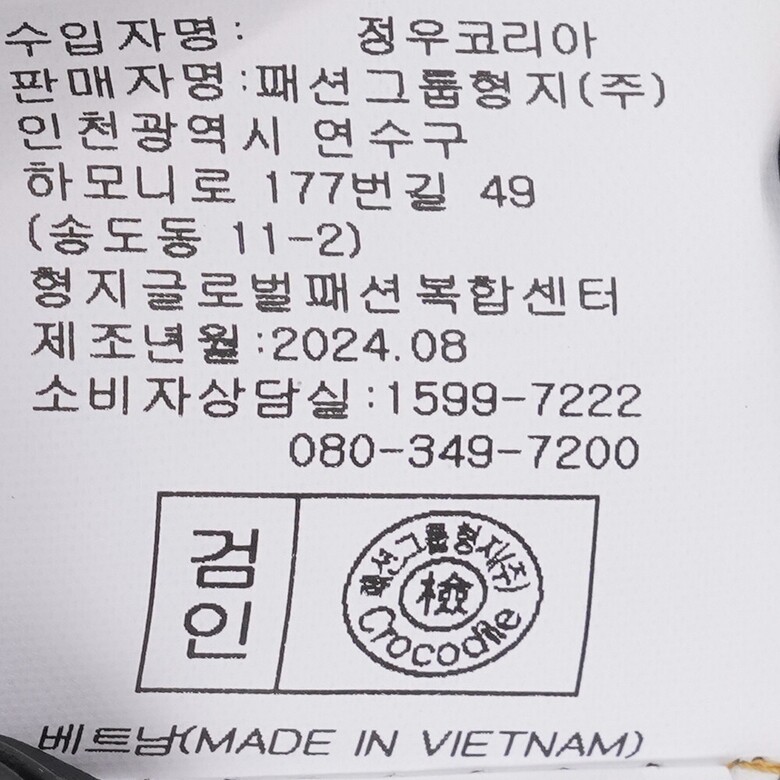 수입자명: 정우코리아
판매자명:패션그룹형지(주)
인천광역시 연수구
하모니로 177번길 49
(송도동 11-2)
형지글로벌패션복합센터
제조년월:2024.08
소비자상담실:1599-7222
080-349-7200
검인
패션그룹형지(주)
檢
Crocodile
베트남(MADE IN VIETNAM)